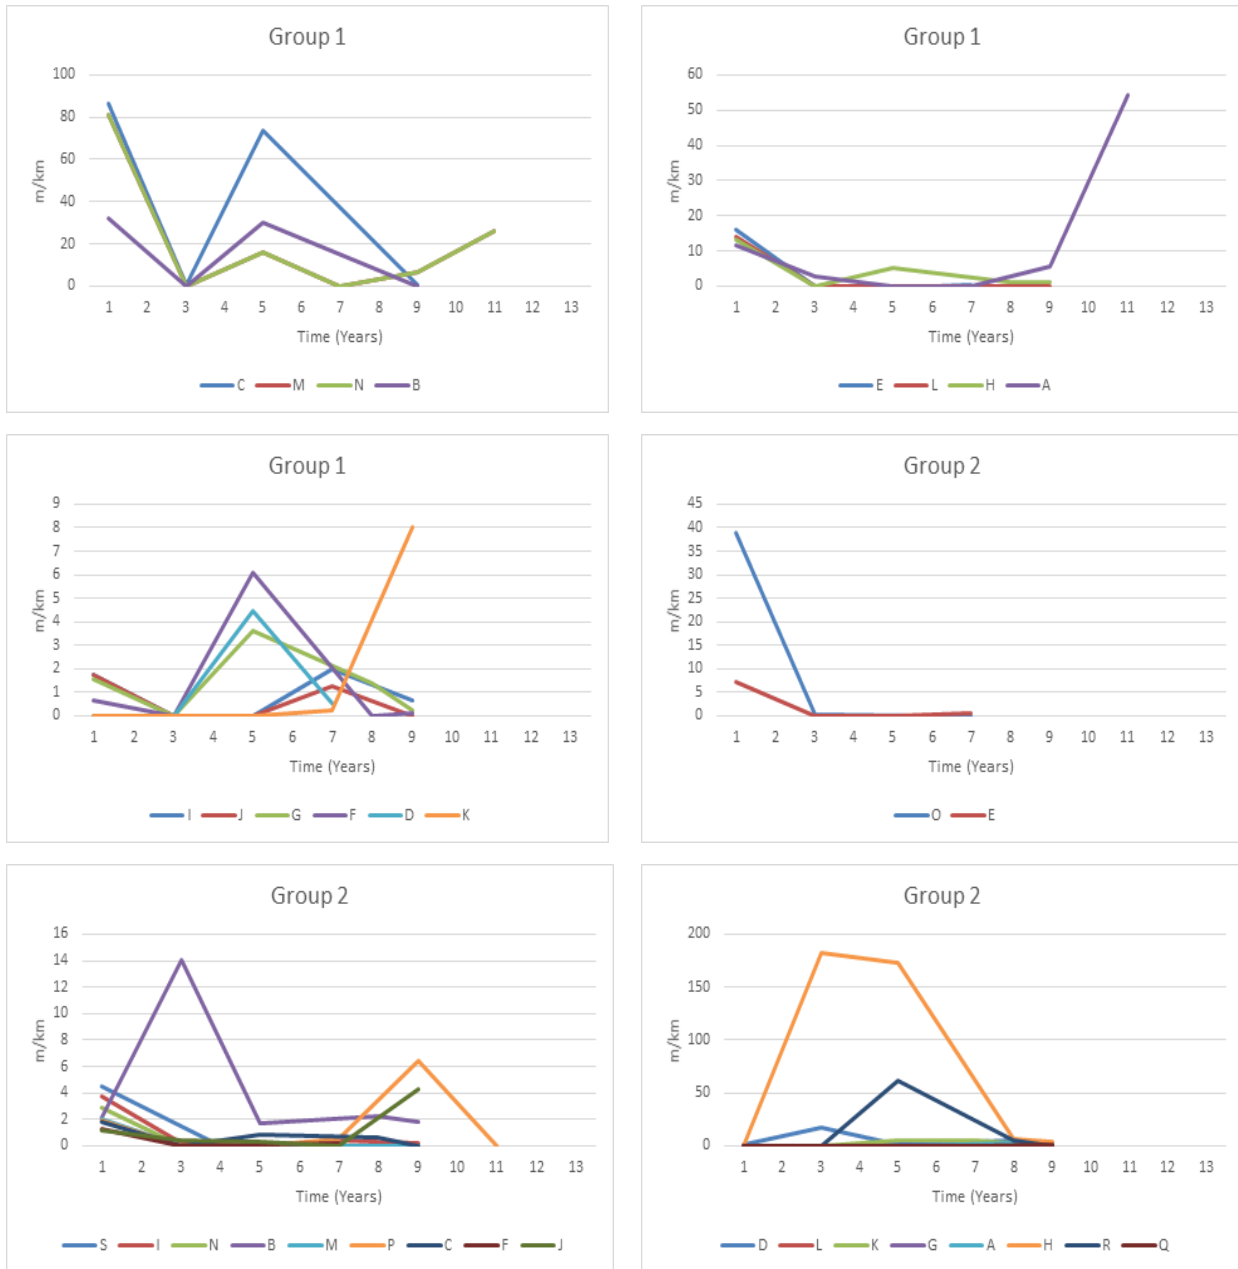 Group 1
100
80
60
40
20
0
m/km
1 2 3 4 5 6 7 8 9 10 11 12 13
Time (Years)
C M N B
Group 1
60
50
40
30
20
10
0
m/km
1 2 3 4 5 6 7 8 9 10 11 12 13
Time (Years)
E L H A
Group 1
9
8
7
6
5
4
3
2
1
0
m/km
1 2 3 4 5 6 7 8 9 10 11 12 13
Time (Years)
I J G F D K
Group 2
45
40
35
30
25
20
15
10
5
0
m/km
1 2 3 4 5 6 7 8 9 10 11 12 13
Time (Years)
O E
Group 2
16
14
12
10
8
6
4
2
0
m/km
1 2 3 4 5 6 7 8 9 10 11 12 13
Time (Years)
S I N B M P C F J
Group 2
200
150
100
50
0
m/km
1 2 3 4 5 6 7 8 9 10 11 12 13
Time (Years)
D L K G A H R Q